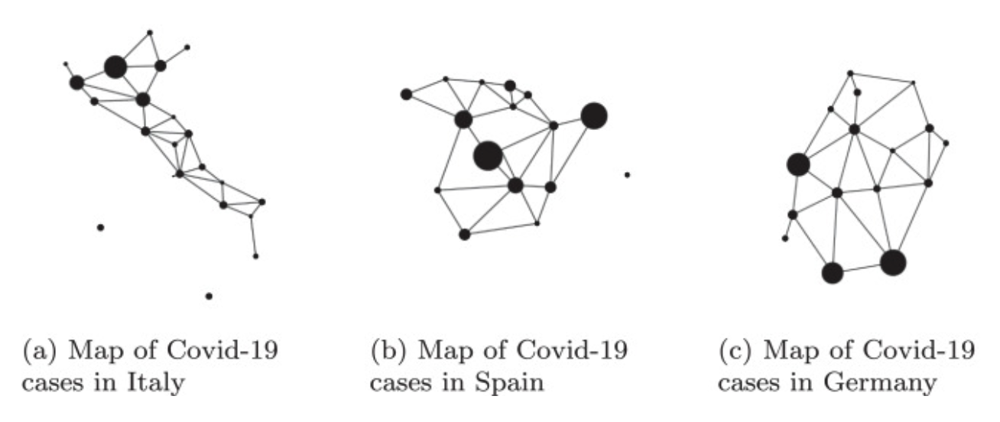 (a) Map of Covid-19
cases in Italy
(b) Map of Covid-19
cases in Spain
(c) Map of Covid-19
cases in Germany